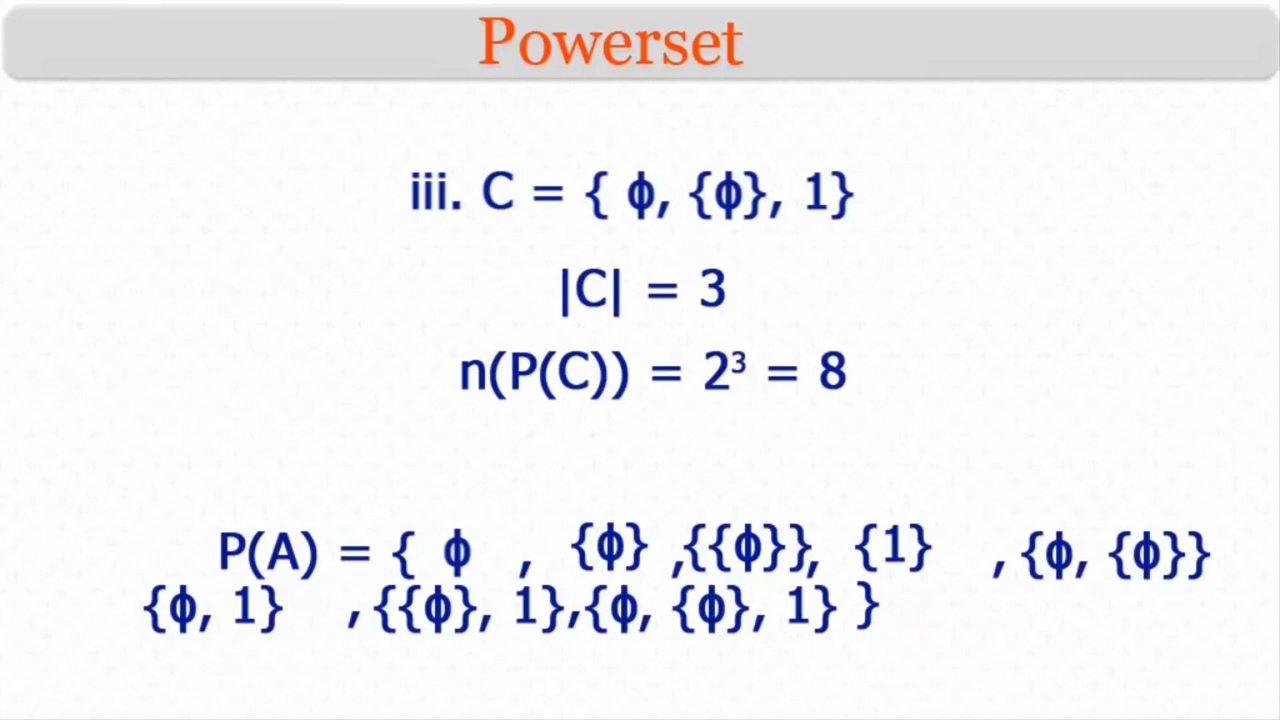 Powerset
iii. C = { ϕ, {ϕ}, 1}
|C| = 3
n(P(C)) = 2³ = 8
P(A) = { ϕ , {ϕ} ,{{ϕ}}, {1} , {ϕ, {ϕ}}
{ϕ, 1} , {{ϕ}, 1},{ϕ, {ϕ}, 1} }